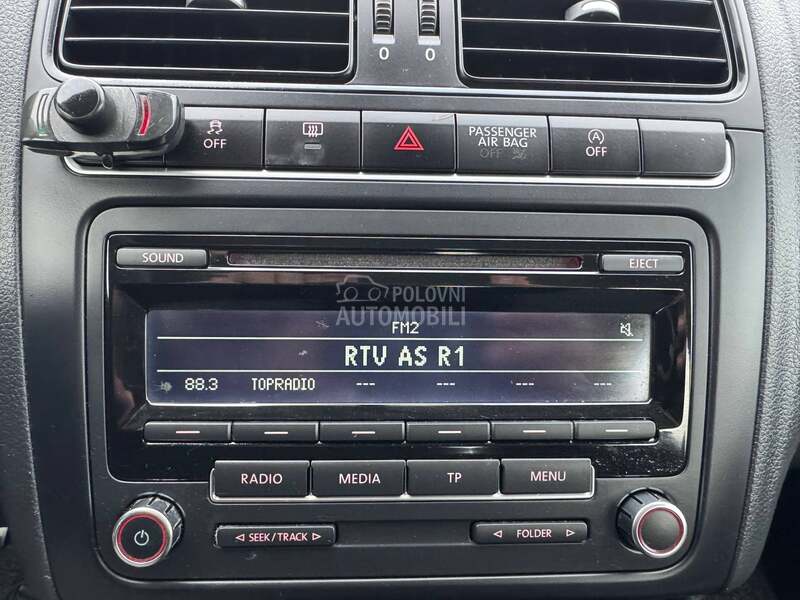 0 0
OFF PASSENGER AIR BAG OFF A OFF
SOUND EJECT
POLOVNI
AUTOMOBILI
FM2
RTV AS R1
88.3 TOPRADIO --- --- --- ---
RADIO MEDIA TP MENU
SEEK/TRACK FOLDER